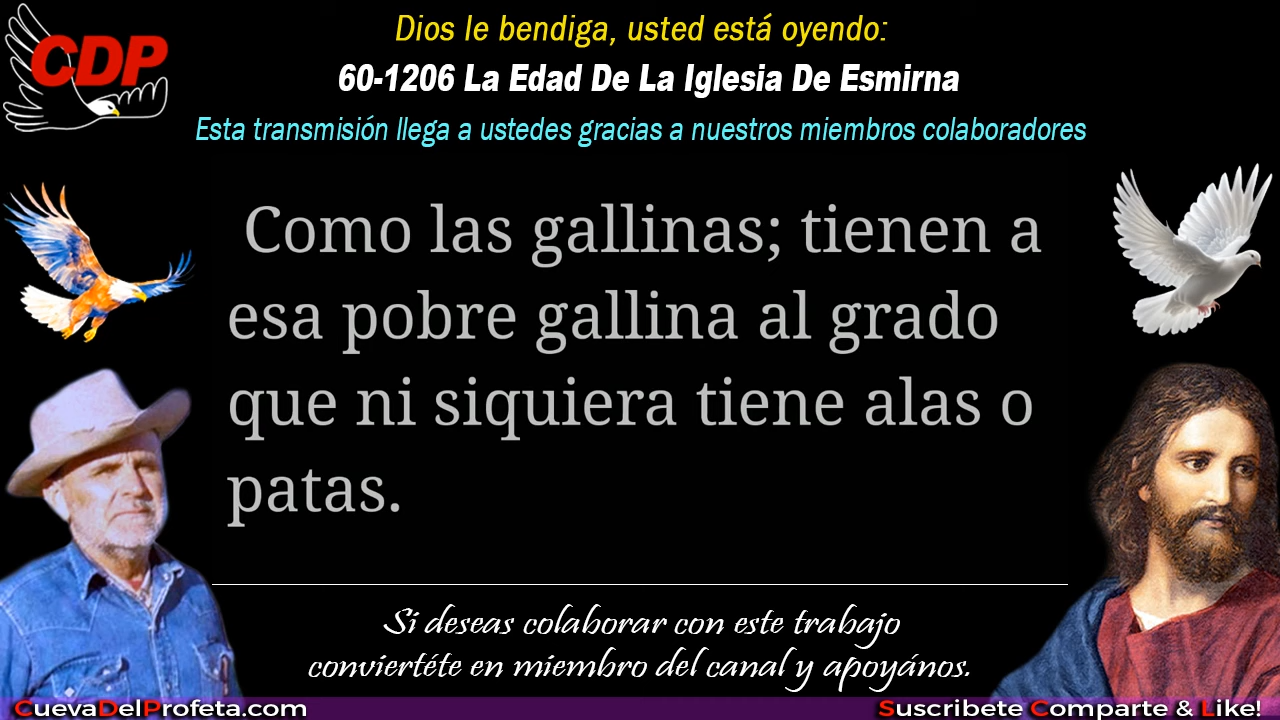 CDP
Dios le bendiga, usted está oyendo:
60-1206 La Edad De La Iglesia De Esmirna
Esta transmisión llega a ustedes gracias a nuestros miembros colaboradores
Como las gallinas; tienen a
esa pobre gallina al grado
que ni siquiera tiene alas o
patas.
Si deseas colaborar con este trabajo
conviertéte en miembro del canal y apoyános.
CuevaDelProfeta.com
Suscribete Comparte & Like!